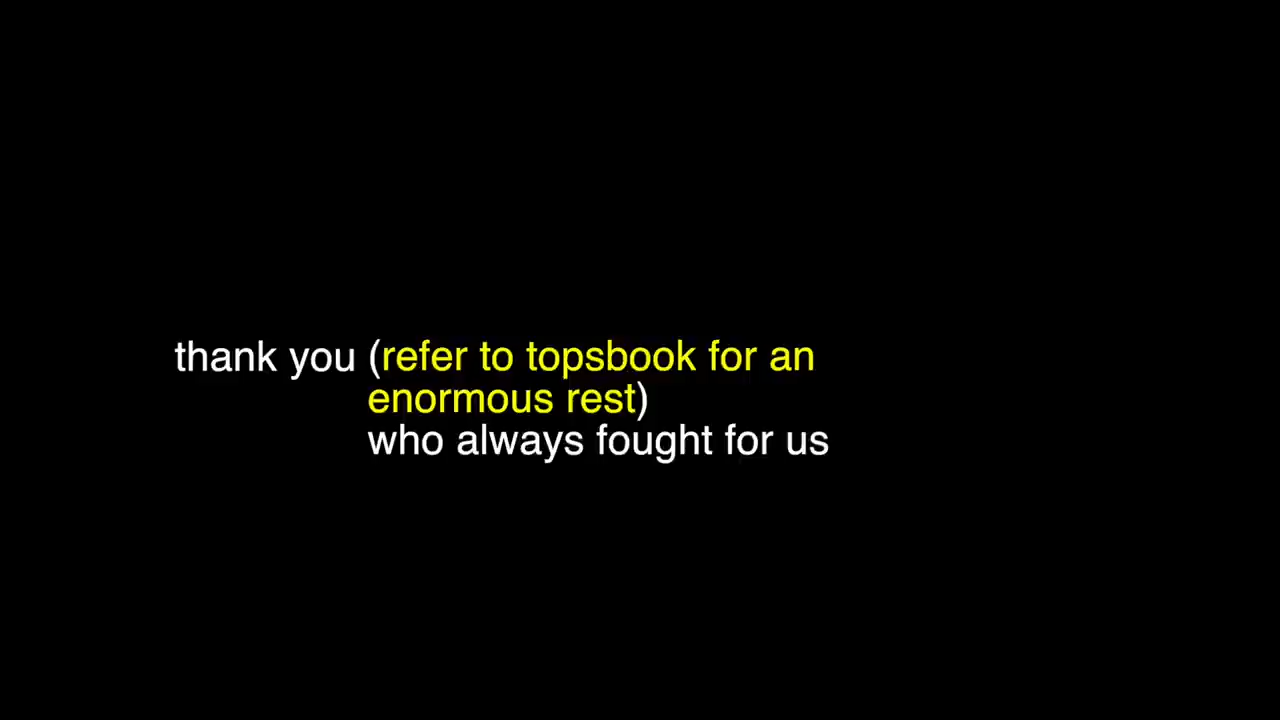 thank you (refer to topsbook for an
enormous rest)
who always fought for us